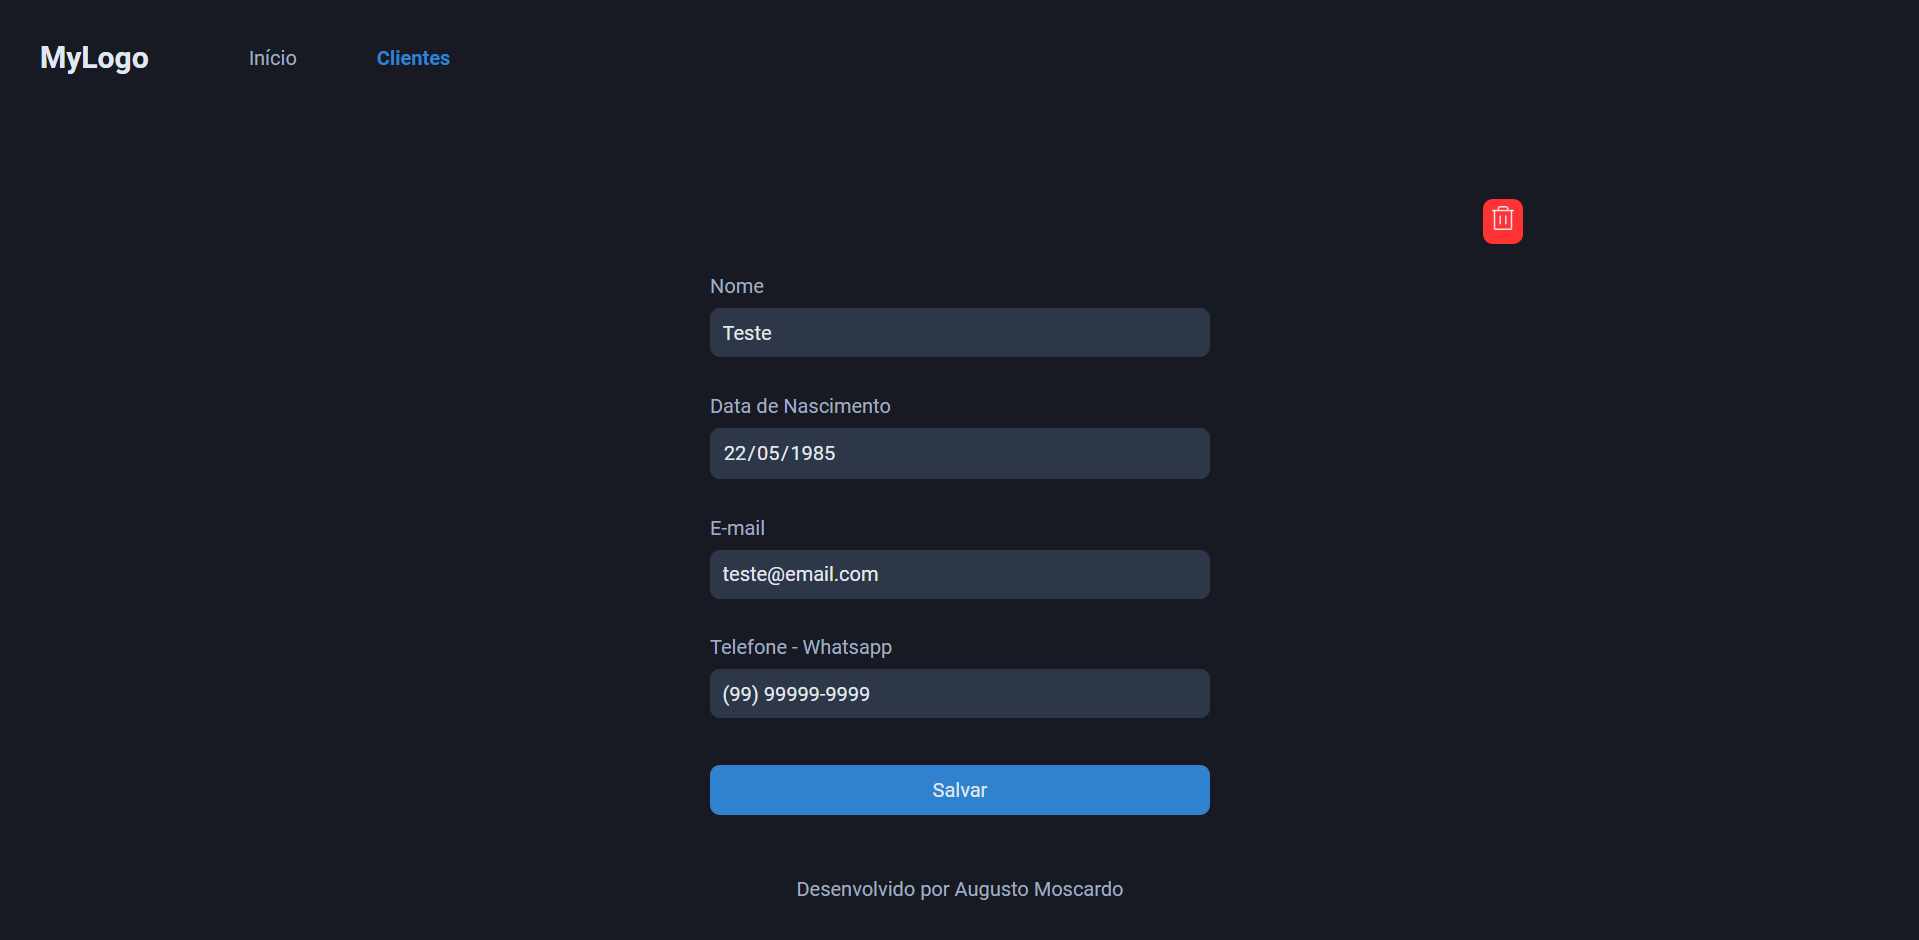 MyLogo Início Clientes
Nome
Teste
Data de Nascimento
22/05/1985
E-mail
teste@email.com
Telefone - Whatsapp
(99) 99999-9999
Salvar
Desenvolvido por Augusto Moscardo